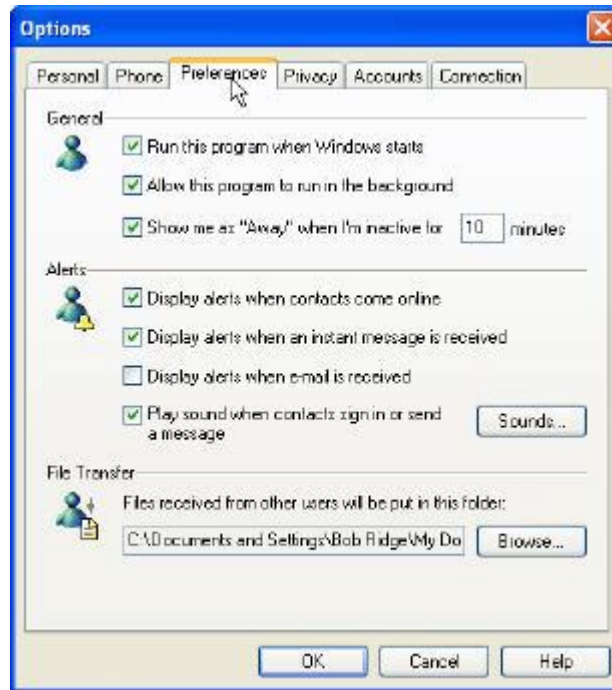 Options
Personal Phone Preferences Privacy Accounts Connection
General
Run this program when Windows starts
Allow this program to run in the background
Show me as "Away" when I'm inactive for 10 minutes
Alerts
Display alerts when contacts come online
Display alerts when an instant message is received
Display alerts when e-mail is received
Play sound when contacts sign in or send
a message
Sounds...
File Transfer
Files received from other users will be put in this folder:
C:\Documents and Settings\Bob Ridge\My Do Browse...
OK Cancel Help